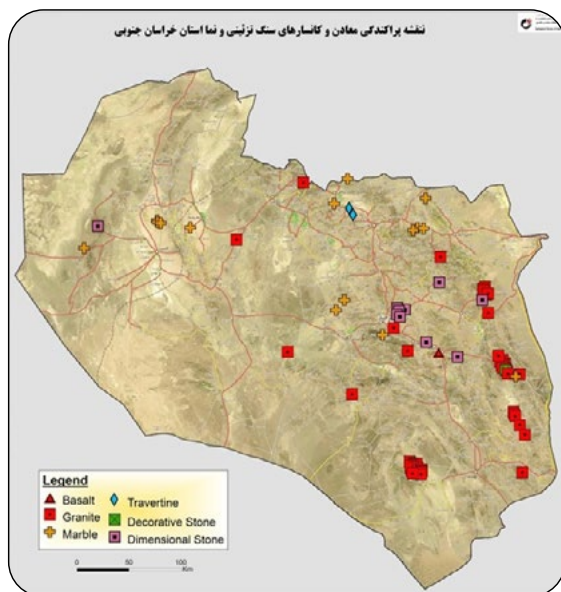 نقشه پراکندگی معادن و کانسارهای سنگ تزئینی و نما استان خراسان جنوبی
Legend
Basalt
Granite
Marble
Travertine
Decorative Stone
Dimensional Stone
0 50 100
Km